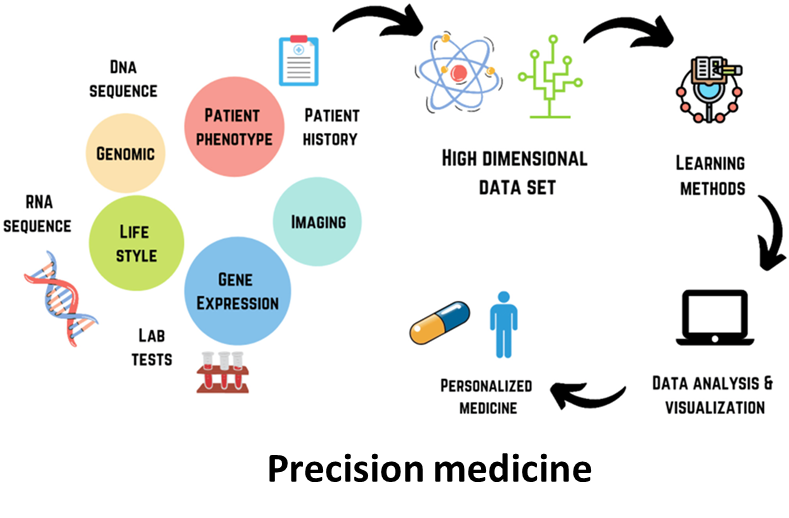 DNA
SEQUENCE
GENOMIC
PATIENT
PHENOTYPE
PATIENT
HISTORY
RNA
SEQUENCE
LIFE
STYLE
IMAGING
GENE
EXPRESSION
LAB
TESTS
HIGH DIMENSIONAL
DATA SET
LEARNING
METHODS
DATA ANALYSIS &
VISUALIZATION
PERSONALIZED
MEDICINE
Precision medicine